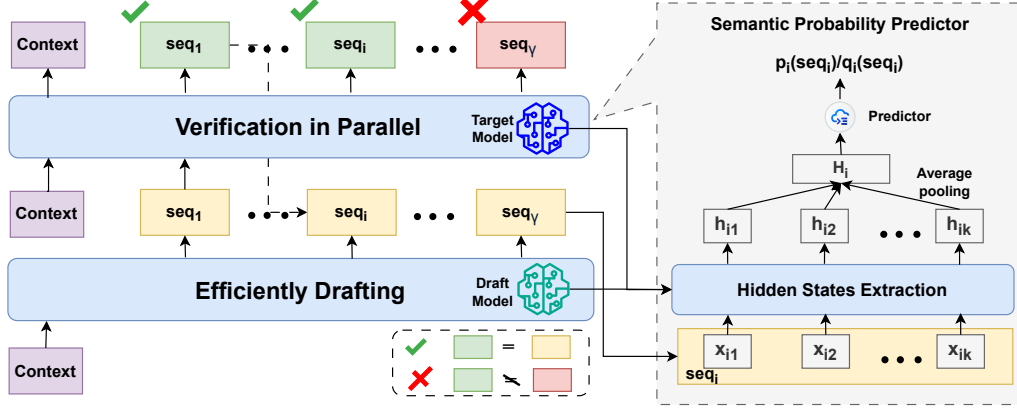 Semantic Probability Predictor
Context
seq1
seqi
seqγ
pi(seqi)/qi(seqi)
Predictor
Verification in Parallel
Target
Model
Hi
Average
pooling
Context
seq1
seqi
seqγ
hi1
hi2
hik
Efficiently Drafting
Draft
Model
Hidden States Extraction
Context
=
≠
xi1
xi2
xik
seqi